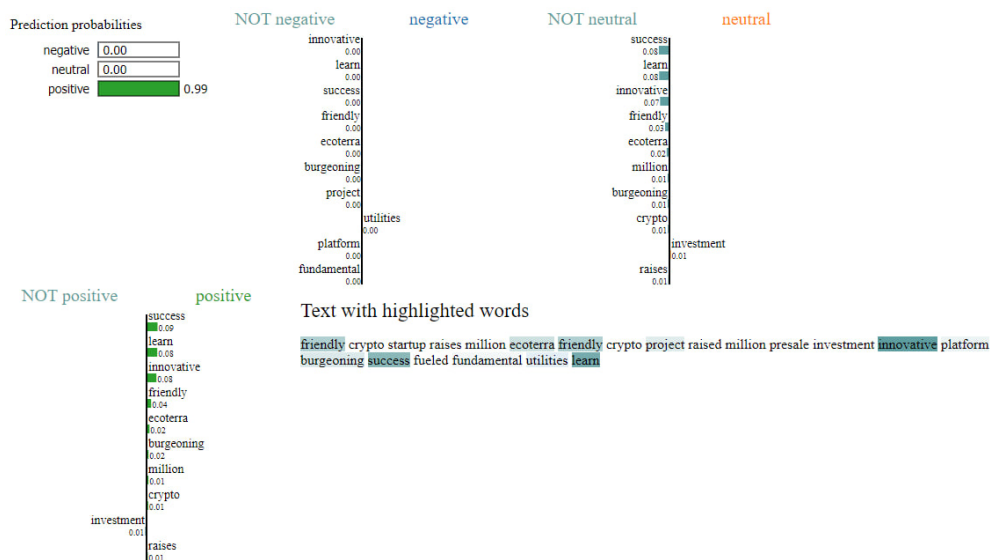 Prediction probabilities
negative 0.00
neutral 0.00
positive 0.99
NOT negative negative
innovative
0.00
learn
0.00
success
0.00
friendly
0.00
ecoterra
0.00
burgeoning
0.00
project
0.00
utilities
0.00
platform
0.00
fundamental
0.00
NOT neutral neutral
success
0.08
learn
0.08
innovative
0.07
friendly
0.03
ecoterra
0.02
million
0.01
burgeoning
0.01
crypto
0.01
investment
0.01
raises
0.01
NOT positive positive
success
0.09
learn
0.08
innovative
0.08
friendly
0.04
ecoterra
0.02
burgeoning
0.02
million
0.01
crypto
0.01
investment
0.01
raises
0.01
Text with highlighted words
friendly crypto startup raises million ecoterra friendly crypto project raised million presale investment innovative platform
burgeoning success fueled fundamental utilities learn